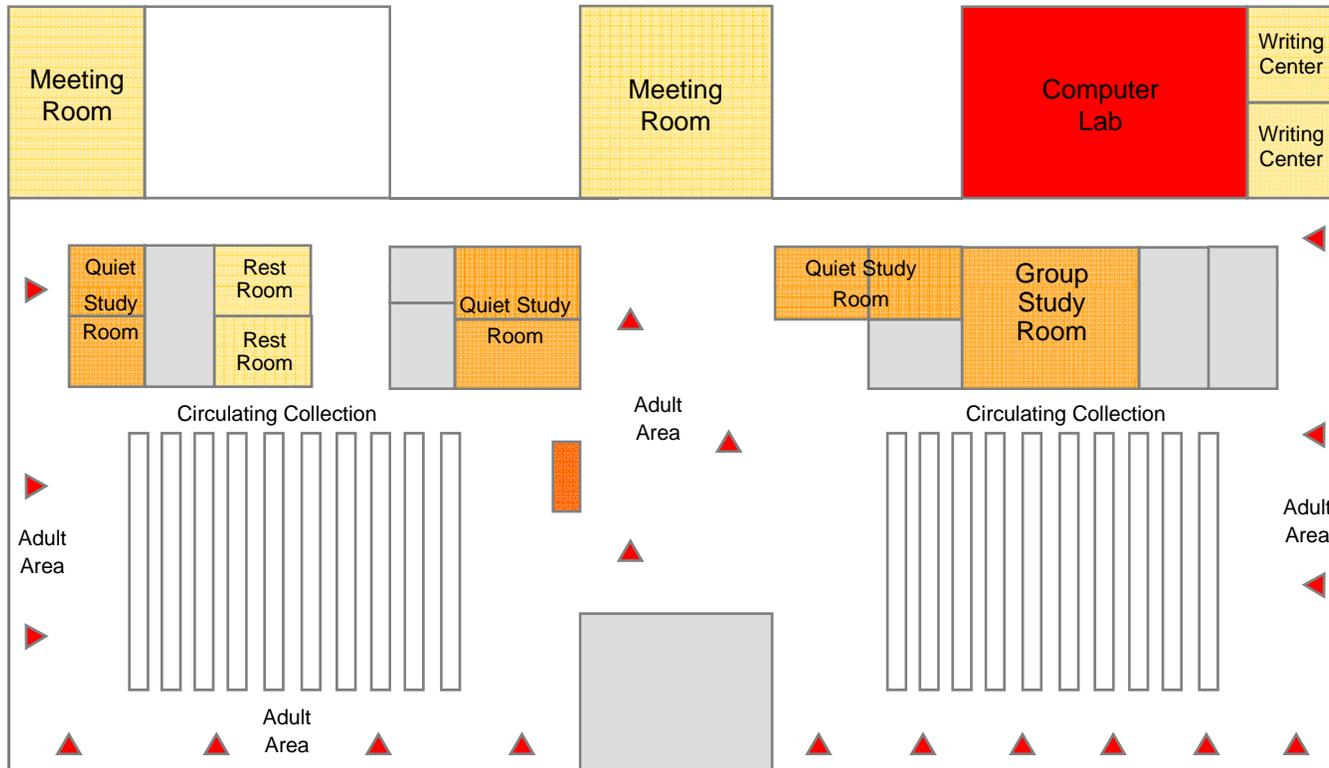 Meeting
Room
Meeting
Room
Computer
Lab
Writing
Center
Writing
Center
Quiet
Study
Room
Rest
Room
Rest
Room
Quiet Study
Room
Quiet Study
Room
Group
Study
Room
Circulating Collection
Adult
Area
Circulating Collection
Adult
Area
Adult
Area
Adult
Area